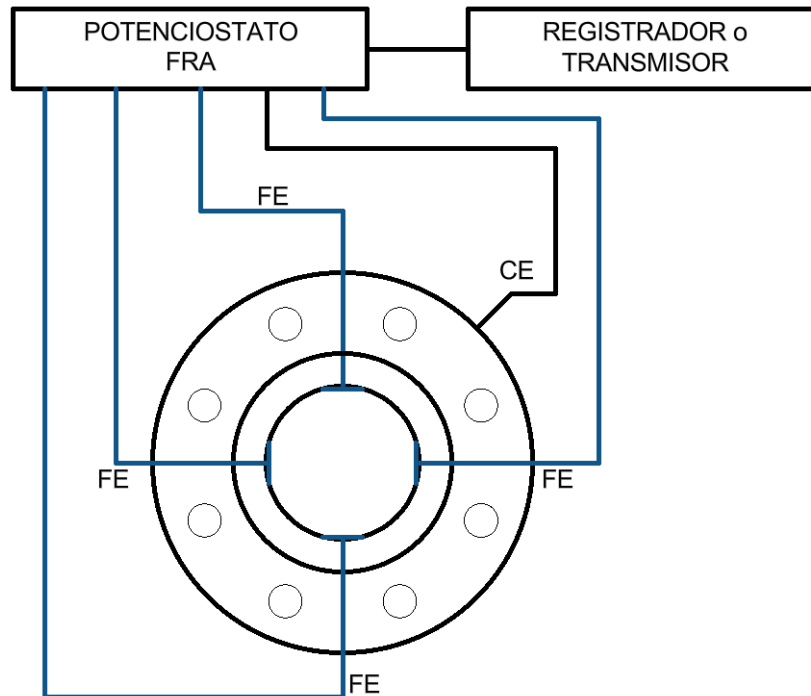 POTENCIOSTATO
FRA
REGISTRADOR o
TRANSMISOR
FE
CE
FE
FE
FE